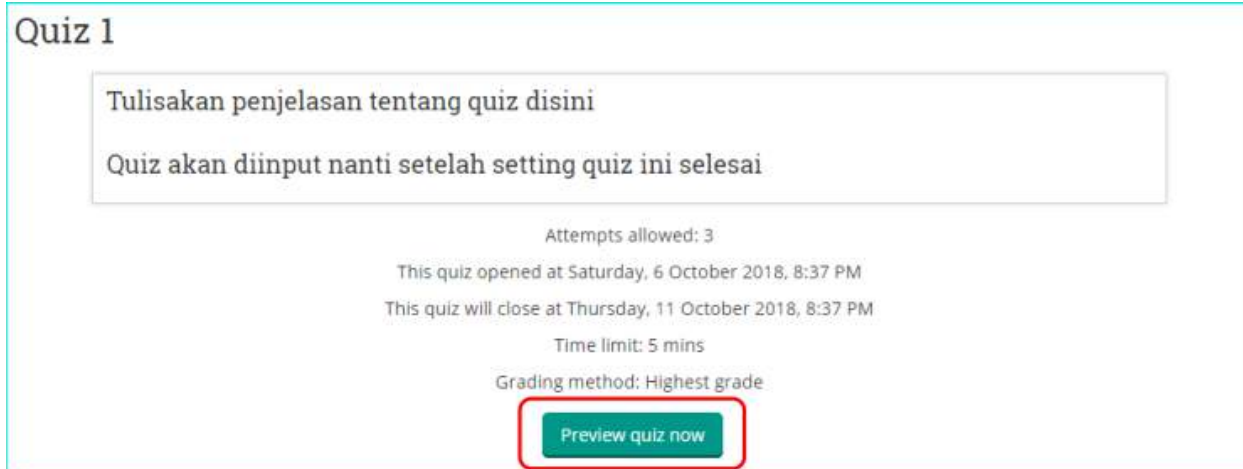 Quiz 1
Tulisakan penjelasan tentang quiz disini
Quiz akan diinput nanti setelah setting quiz ini selesai
Attempts allowed: 3
This quiz opened at Saturday, 6 October 2018, 8:37 PM
This quiz will close at Thursday, 11 October 2018, 8:37 PM
Time limit: 5 mins
Grading method: Highest grade
Preview quiz now